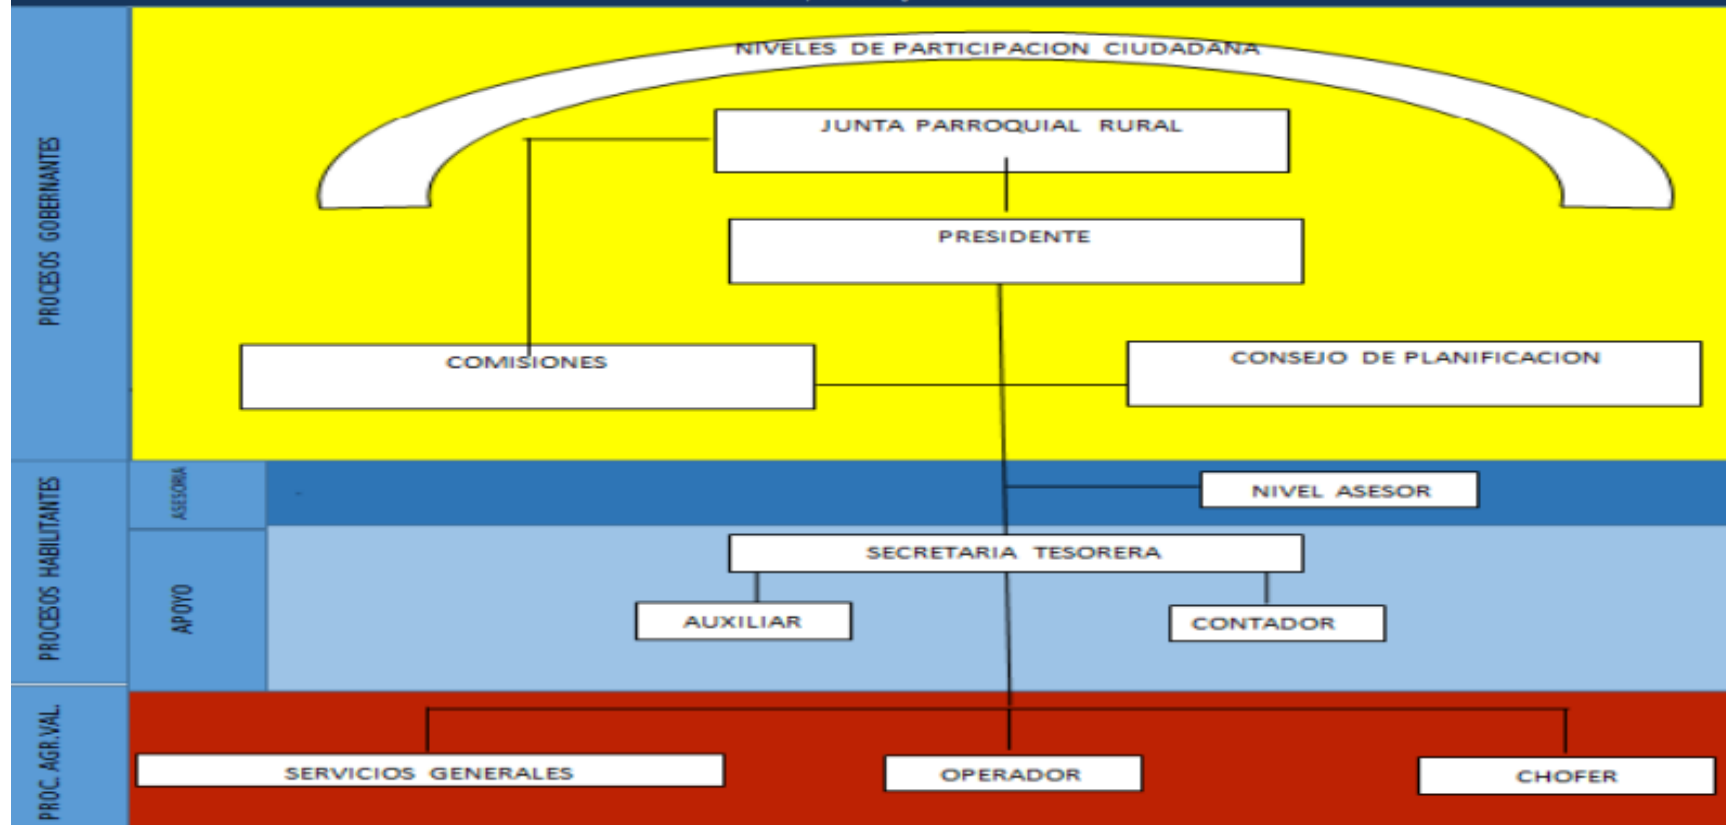 NIVELES DE PARTICIPACION CIUDADANA
JUNTA PARROQUIAL RURAL
PRESIDENTE
COMISIONES
CONSEJO DE PLANIFICACION
PROCESOS GOBERNANTES
NIVEL ASESOR
ASESORIA
PROCESOS HABILITANTES
SECRETARIA TESORERA
APOYO
AUXILIAR
CONTADOR
PROC. AGR.VAL.
SERVICIOS GENERALES
OPERADOR
CHOFER